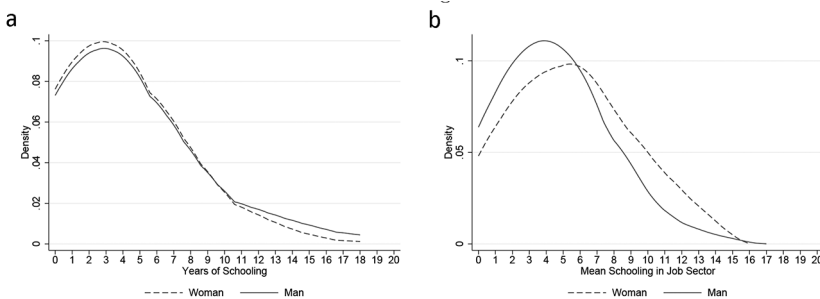 a
.1
.08
.06
.04
.02
0
Density
0 1 2 3 4 5 6 7 8 9 10 11 12 13 14 15 16 17 18 19 20
Years of Schooling
Woman Man
b
.1
.05
0
Density
0 1 2 3 4 5 6 7 8 9 10 11 12 13 14 15 16 17 18 19 20
Mean Schooling in Job Sector
Woman Man